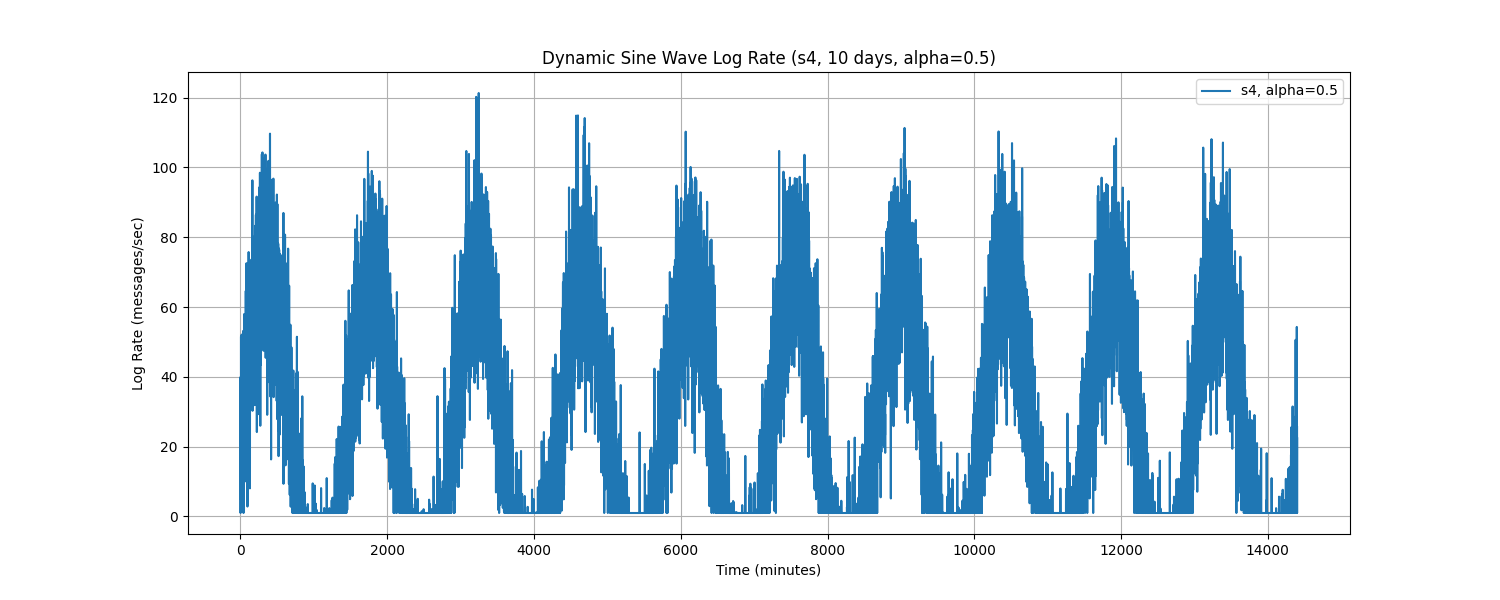 Dynamic Sine Wave Log Rate (s4, 10 days, alpha=0.5)
s4, alpha=0.5
Log Rate (messages/sec)
120
100
80
60
40
20
0
0 2000 4000 6000 8000 10000 12000 14000
Time (minutes)